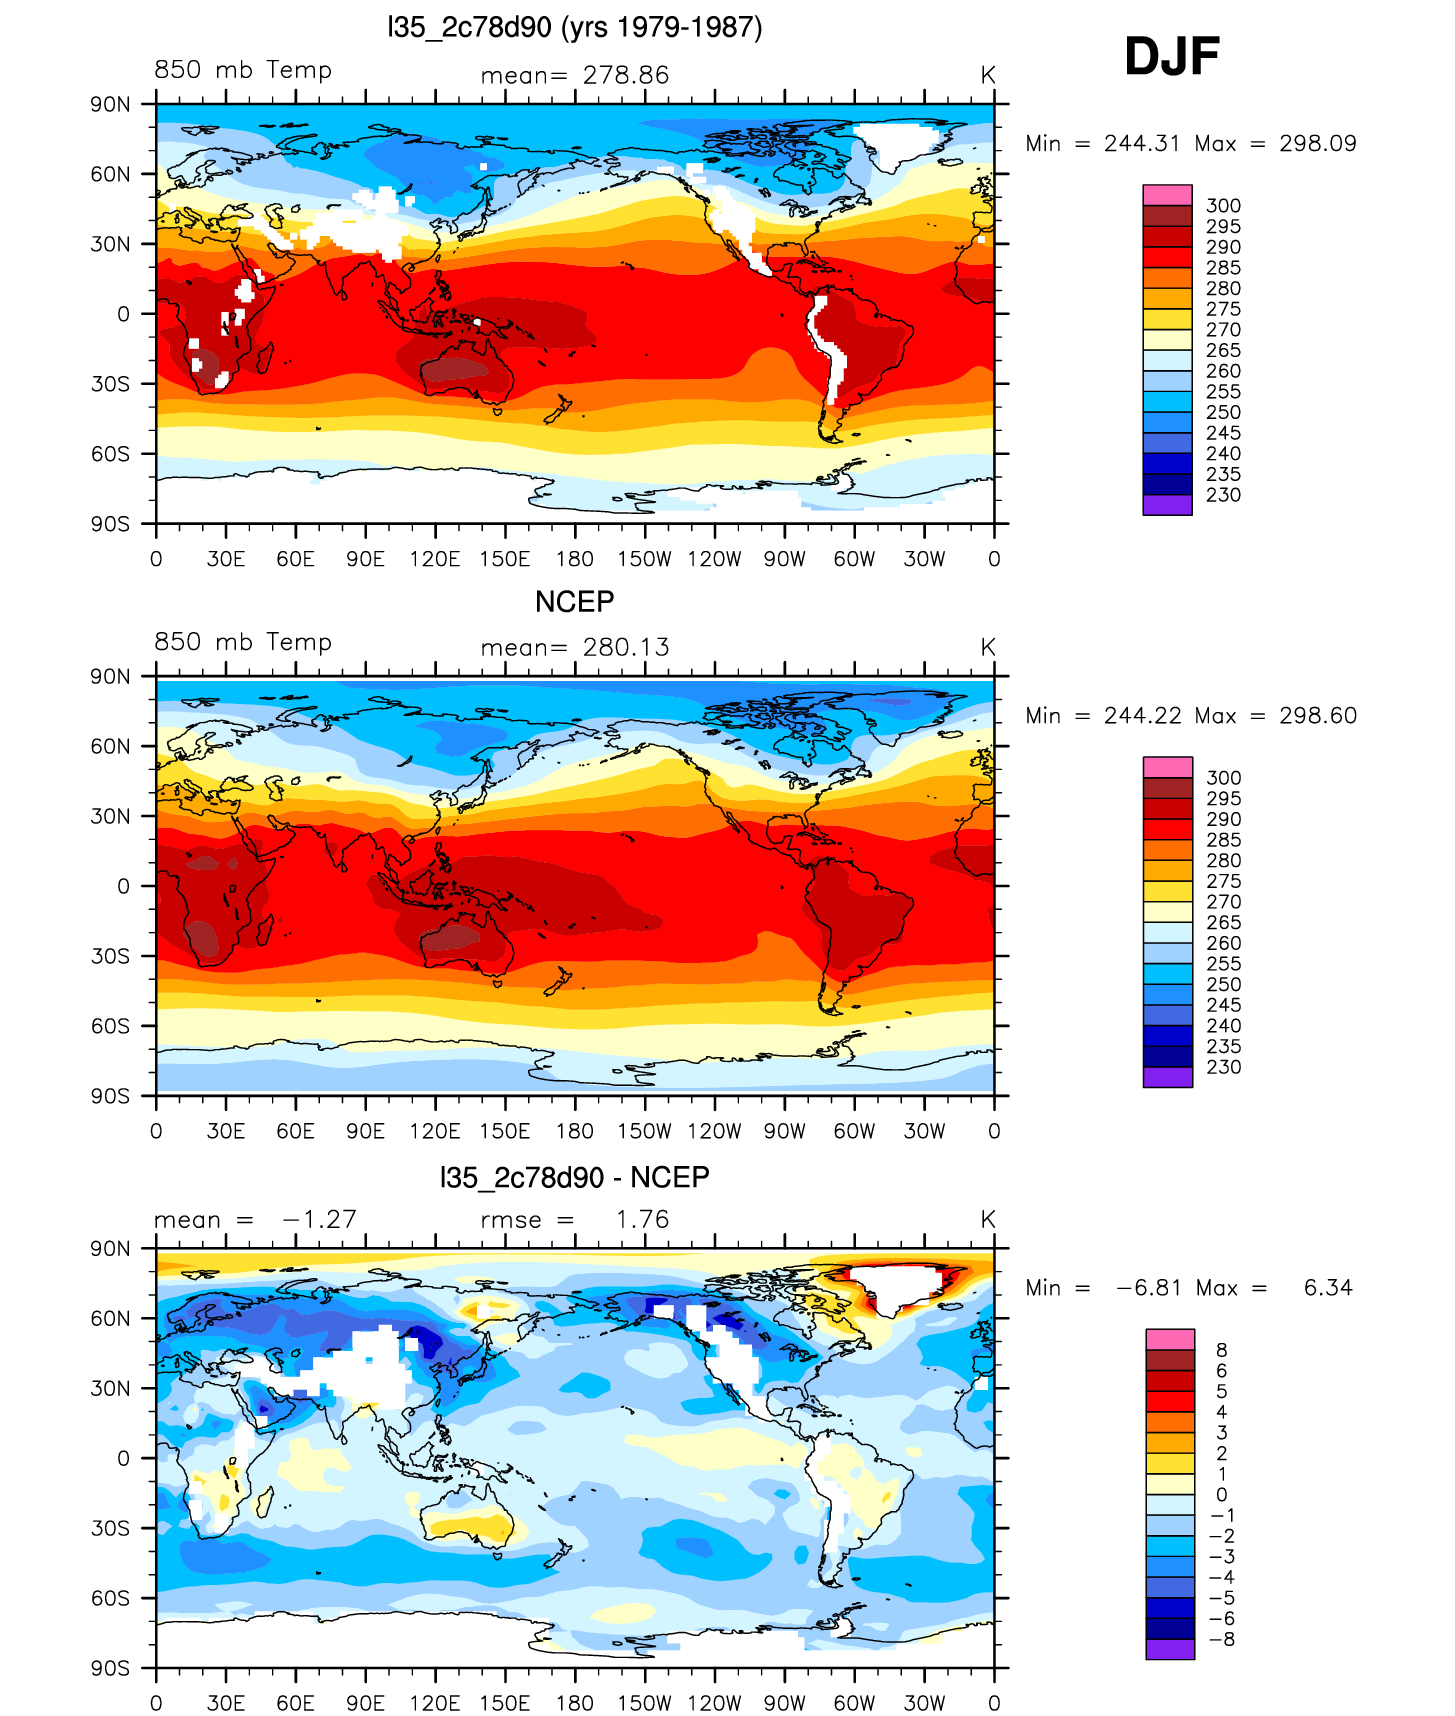 l35_2c78d90 (yrs 1979-1987)
DJF
850 mb Temp mean= 278.86 K
Min = 244.31 Max = 298.09
90N
60N
30N
0
30S
60S
90S
0 30E 60E 90E 120E 150E 180 150W 120W 90W 60W 30W 0
300
295
290
285
280
275
270
265
260
255
250
245
240
235
230
NCEP
850 mb Temp mean= 280.13 K
Min = 244.22 Max = 298.60
90N
60N
30N
0
30S
60S
90S
0 30E 60E 90E 120E 150E 180 150W 120W 90W 60W 30W 0
300
295
290
285
280
275
270
265
260
255
250
245
240
235
230
l35_2c78d90 - NCEP
mean = −1.27 rmse = 1.76 K
Min = −6.81 Max = 6.34
90N
60N
30N
0
30S
60S
90S
0 30E 60E 90E 120E 150E 180 150W 120W 90W 60W 30W 0
8
6
5
4
3
2
1
0
−1
−2
−3
−4
−5
−6
−8